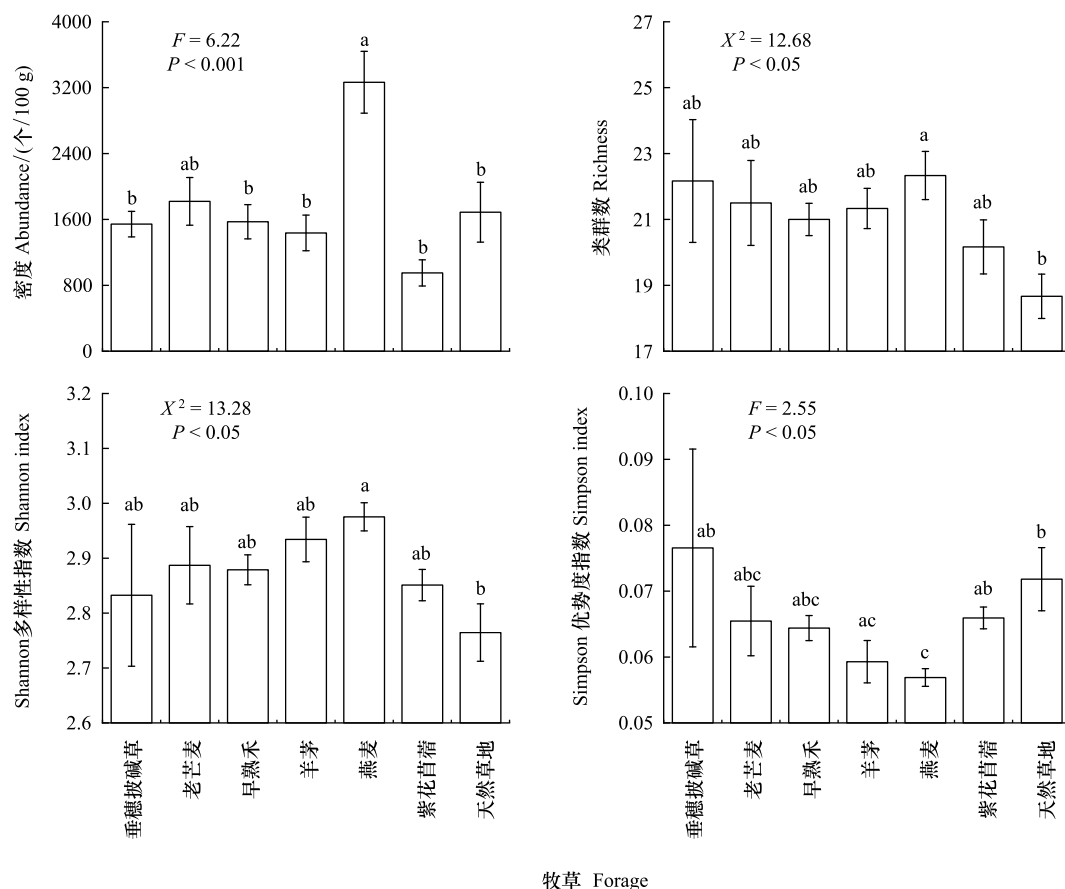 密度 Abundance/(个/100 g)
4000
3200
2400
1600
800
0
F = 6.22
P < 0.001
b
ab
b
b
a
b
b
类群数 Richness
27
25
23
21
19
17
X² = 12.68
P < 0.05
ab
ab
ab
ab
a
ab
b
Shannon多样性指数 Shannon index
3.2
3.1
3.0
2.9
2.8
2.7
2.6
X² = 13.28
P < 0.05
ab
ab
ab
ab
a
ab
b
垂穗披碱草
老芒麦
早熟禾
羊茅
燕麦
紫花苜蓿
天然草地
Simpson 优势度指数 Simpson index
0.10
0.09
0.08
0.07
0.06
0.05
F = 2.55
P < 0.05
ab
abc
abc
ac
c
ab
b
垂穗披碱草
老芒麦
早熟禾
羊茅
燕麦
紫花苜蓿
天然草地
牧草 Forage